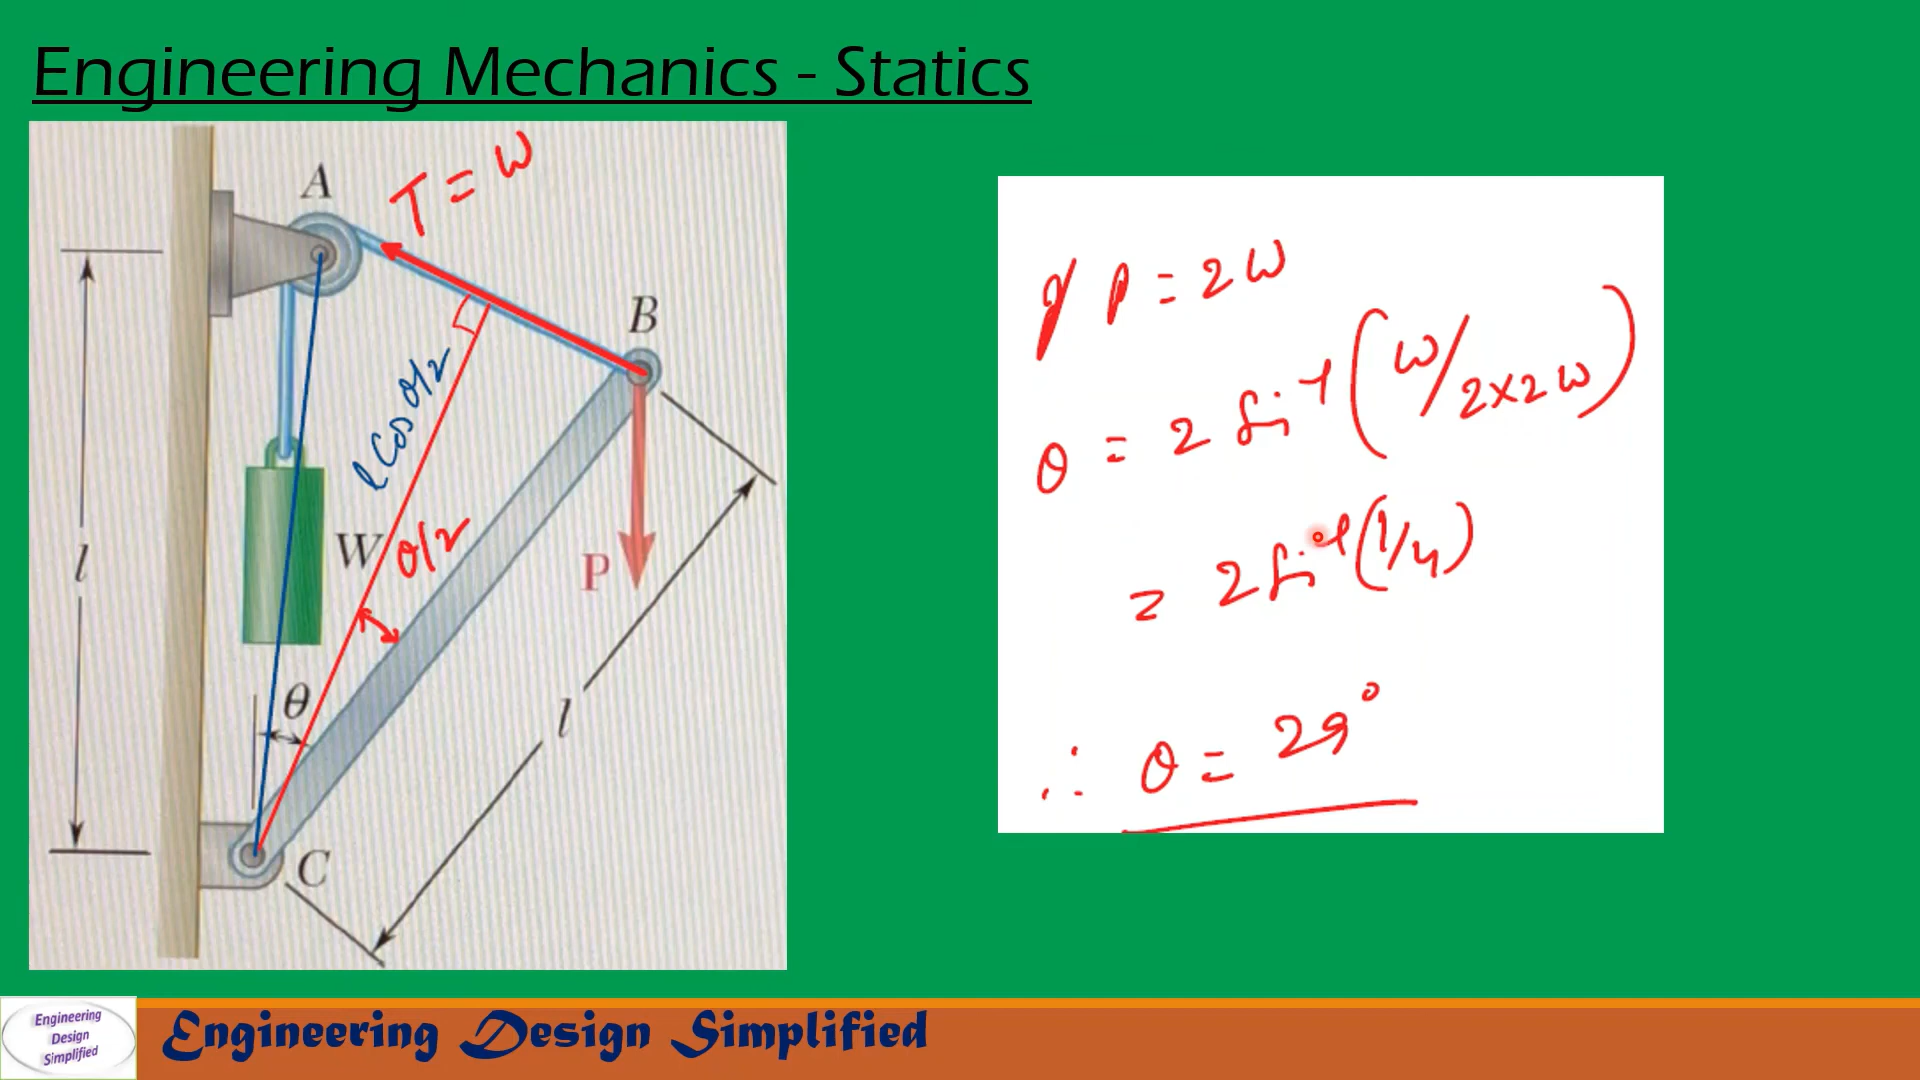 Engineering Mechanics - Statics
A
T = W
B
l cos θ/2
W
θ/2
P
l
θ
l
C
If P = 2W
θ = 2 sin⁻¹ (W/2×2W)
= 2 sin⁻¹ (1/4)
∴ θ = 29°
Engineering
Design
Simplified
Engineering Design Simplified